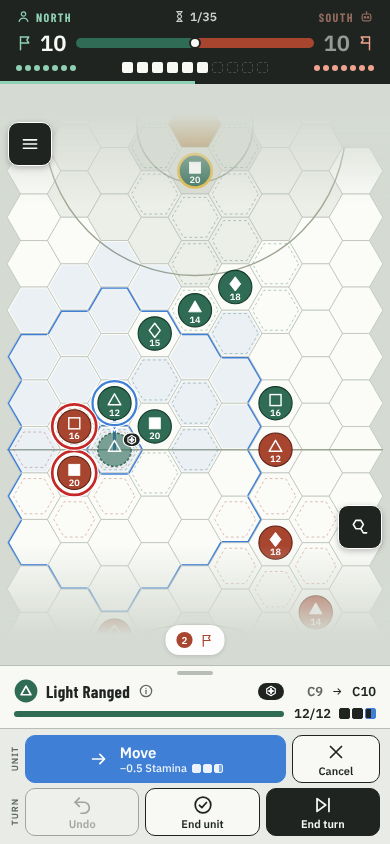 NORTH
1/35
SOUTH
10
10
20
18
14
15
12
16
16
20
12
20
18
14
2
Light Ranged
C9 → C10
12/12
UNIT
Move
−0.5 Stamina
Cancel
TURN
Undo
End unit
End turn